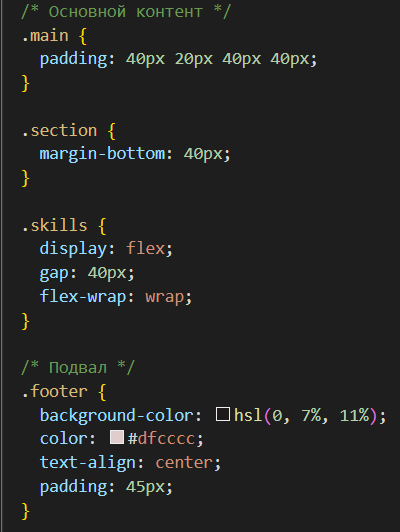 /* Основной контент */
.main {
  padding: 40px 20px 40px 40px;
}

.section {
  margin-bottom: 40px;
}

.skills {
  display: flex;
  gap: 40px;
  flex-wrap: wrap;
}

/* Подвал */
.footer {
  background-color: hsl(0, 7%, 11%);
  color: #dfcccc;
  text-align: center;
  padding: 45px;
}